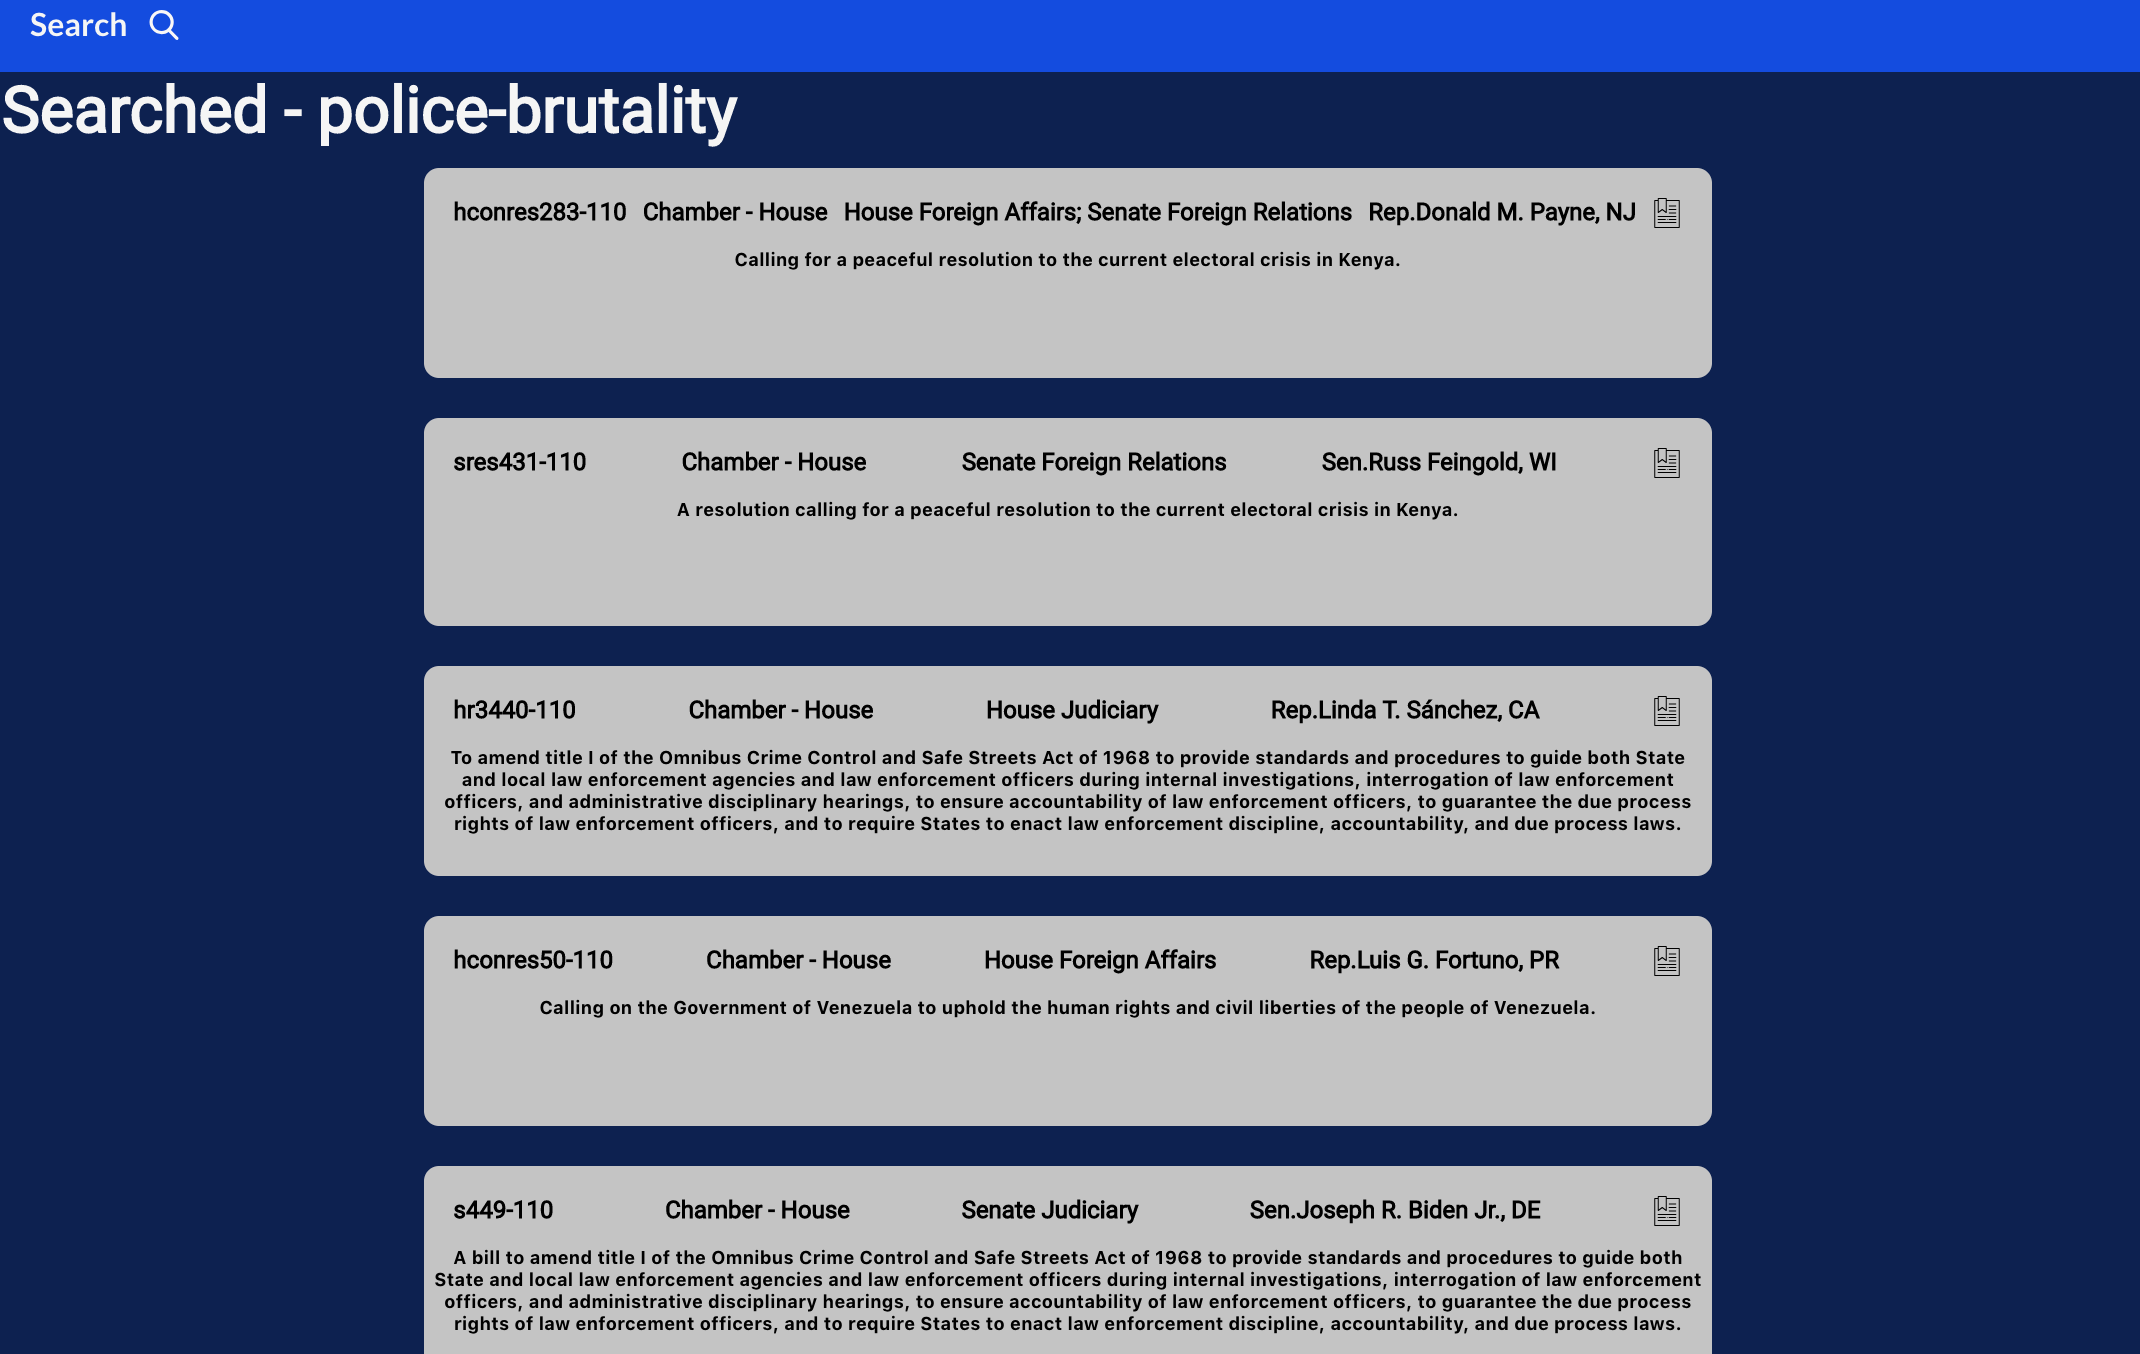 Search
Searched - police-brutality
hconres283-110 Chamber - House House Foreign Affairs; Senate Foreign Relations Rep.Donald M. Payne, NJ
Calling for a peaceful resolution to the current electoral crisis in Kenya.
sres431-110 Chamber - House Senate Foreign Relations Sen.Russ Feingold, WI
A resolution calling for a peaceful resolution to the current electoral crisis in Kenya.
hr3440-110 Chamber - House House Judiciary Rep.Linda T. Sánchez, CA
To amend title I of the Omnibus Crime Control and Safe Streets Act of 1968 to provide standards and procedures to guide both State
and local law enforcement agencies and law enforcement officers during internal investigations, interrogation of law enforcement
officers, and administrative disciplinary hearings, to ensure accountability of law enforcement officers, to guarantee the due process
rights of law enforcement officers, and to require States to enact law enforcement discipline, accountability, and due process laws.
hconres50-110 Chamber - House House Foreign Affairs Rep.Luis G. Fortuno, PR
Calling on the Government of Venezuela to uphold the human rights and civil liberties of the people of Venezuela.
s449-110 Chamber - House Senate Judiciary Sen.Joseph R. Biden Jr., DE
A bill to amend title I of the Omnibus Crime Control and Safe Streets Act of 1968 to provide standards and procedures to guide both
State and local law enforcement agencies and law enforcement officers during internal investigations, interrogation of law enforcement
officers, and administrative disciplinary hearings, to ensure accountability of law enforcement officers, to guarantee the due process
rights of law enforcement officers, and to require States to enact law enforcement discipline, accountability, and due process laws.